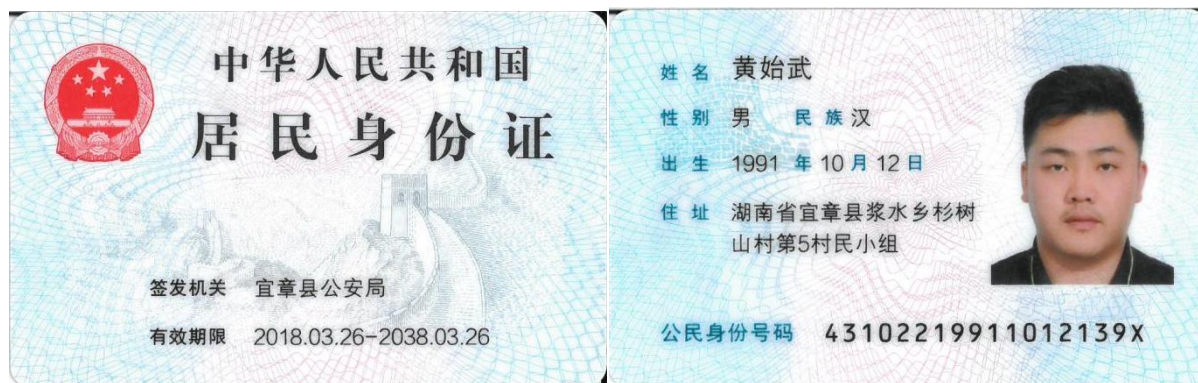 中华人民共和国
居民身份证
签发机关 宜章县公安局
有效期限 2018.03.26-2038.03.26
姓名 黄始武
性别 男 民族 汉
出生 1991 年 10 月 12 日
住址 湖南省宜章县浆水乡杉树
山村第5村民小组
公民身份号码 43102219911012139X